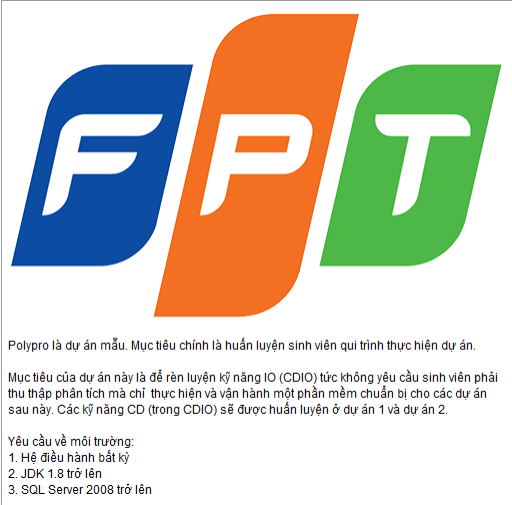 FPT
Polypro là dự án mẫu. Mục tiêu chính là huấn luyện sinh viên qui trình thực hiện dự án.
Mục tiêu của dự án này là để rèn luyện kỹ năng IO (CDIO) tức không yêu cầu sinh viên phải
thu thập phân tích mà chỉ thực hiện và vận hành một phần mềm chuẩn bị cho các dự án
sau này. Các kỹ năng CD (trong CDIO) sẽ được huấn luyện ở dự án 1 và dự án 2.
Yêu cầu về môi trường:
1. Hệ điều hành bất kỳ
2. JDK 1.8 trở lên
3. SQL Server 2008 trở lên